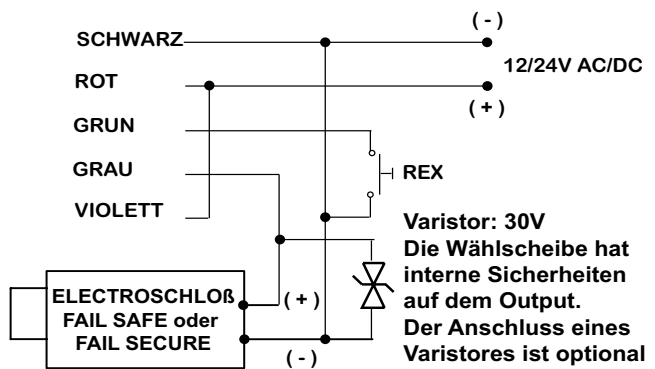 ( - )
SCHWARZ
12/24V AC/DC
ROT
( + )
GRUN
GRAU
REX
VIOLETT
Varistor: 30V
Die Wählscheibe hat
interne Sicherheiten
auf dem Output.
Der Anschluss eines
Varistores ist optional
ELECTROSCHLOß
FAIL SAFE oder
FAIL SECURE
( + )
( - )